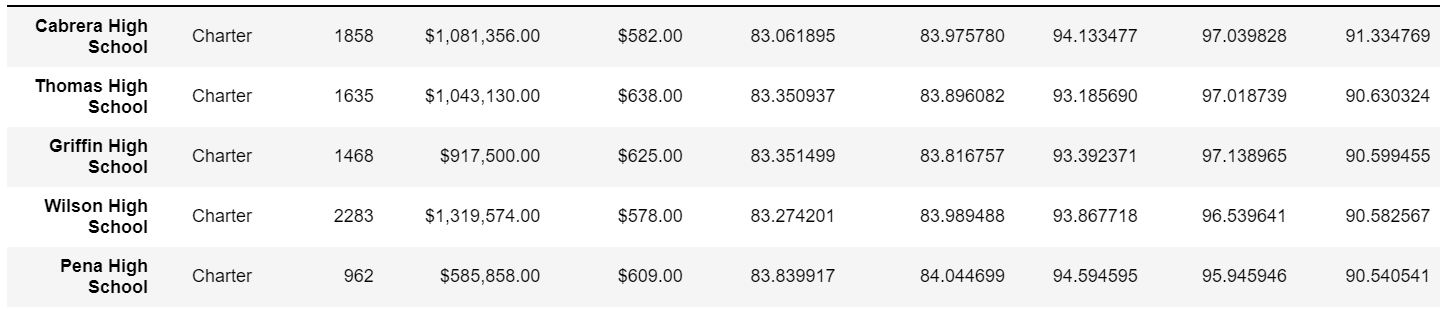 Cabrera High School Charter 1858 $1,081,356.00 $582.00 83.061895 83.975780 94.133477 97.039828 91.334769
Thomas High School Charter 1635 $1,043,130.00 $638.00 83.350937 83.896082 93.185690 97.018739 90.630324
Griffin High School Charter 1468 $917,500.00 $625.00 83.351499 83.816757 93.392371 97.138965 90.599455
Wilson High School Charter 2283 $1,319,574.00 $578.00 83.274201 83.989488 93.867718 96.539641 90.582567
Pena High School Charter 962 $585,858.00 $609.00 83.839917 84.044699 94.594595 95.945946 90.540541